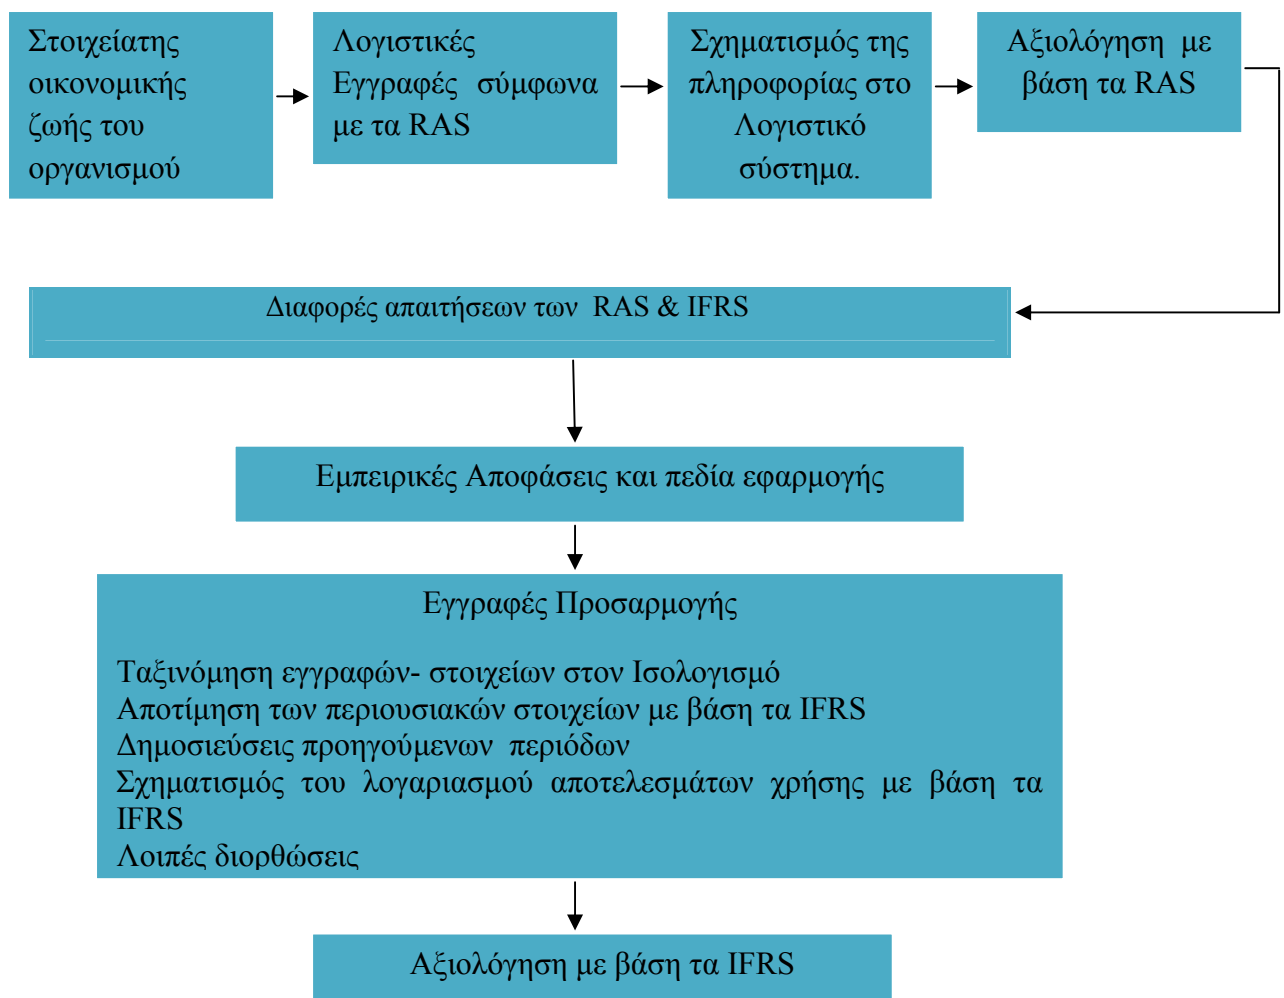 Στοιχείατης
οικονομικής
ζωής του
οργανισμού
Λογιστικές
Εγγραφές σύμφωνα
με τα RAS
Σχηματισμός της
πληροφορίας στο
Λογιστικό
σύστημα.
Αξιολόγηση με
βάση τα RAS
Διαφορές απαιτήσεων των RAS & IFRS
Εμπειρικές Αποφάσεις και πεδία εφαρμογής
Εγγραφές Προσαρμογής
Ταξινόμηση εγγραφών- στοιχείων στον Ισολογισμό
Αποτίμηση των περιουσιακών στοιχείων με βάση τα IFRS
Δημοσιεύσεις προηγούμενων περιόδων
Σχηματισμός του λογαριασμού αποτελεσμάτων χρήσης με βάση τα
IFRS
Λοιπές διορθώσεις
Αξιολόγηση με βάση τα IFRS